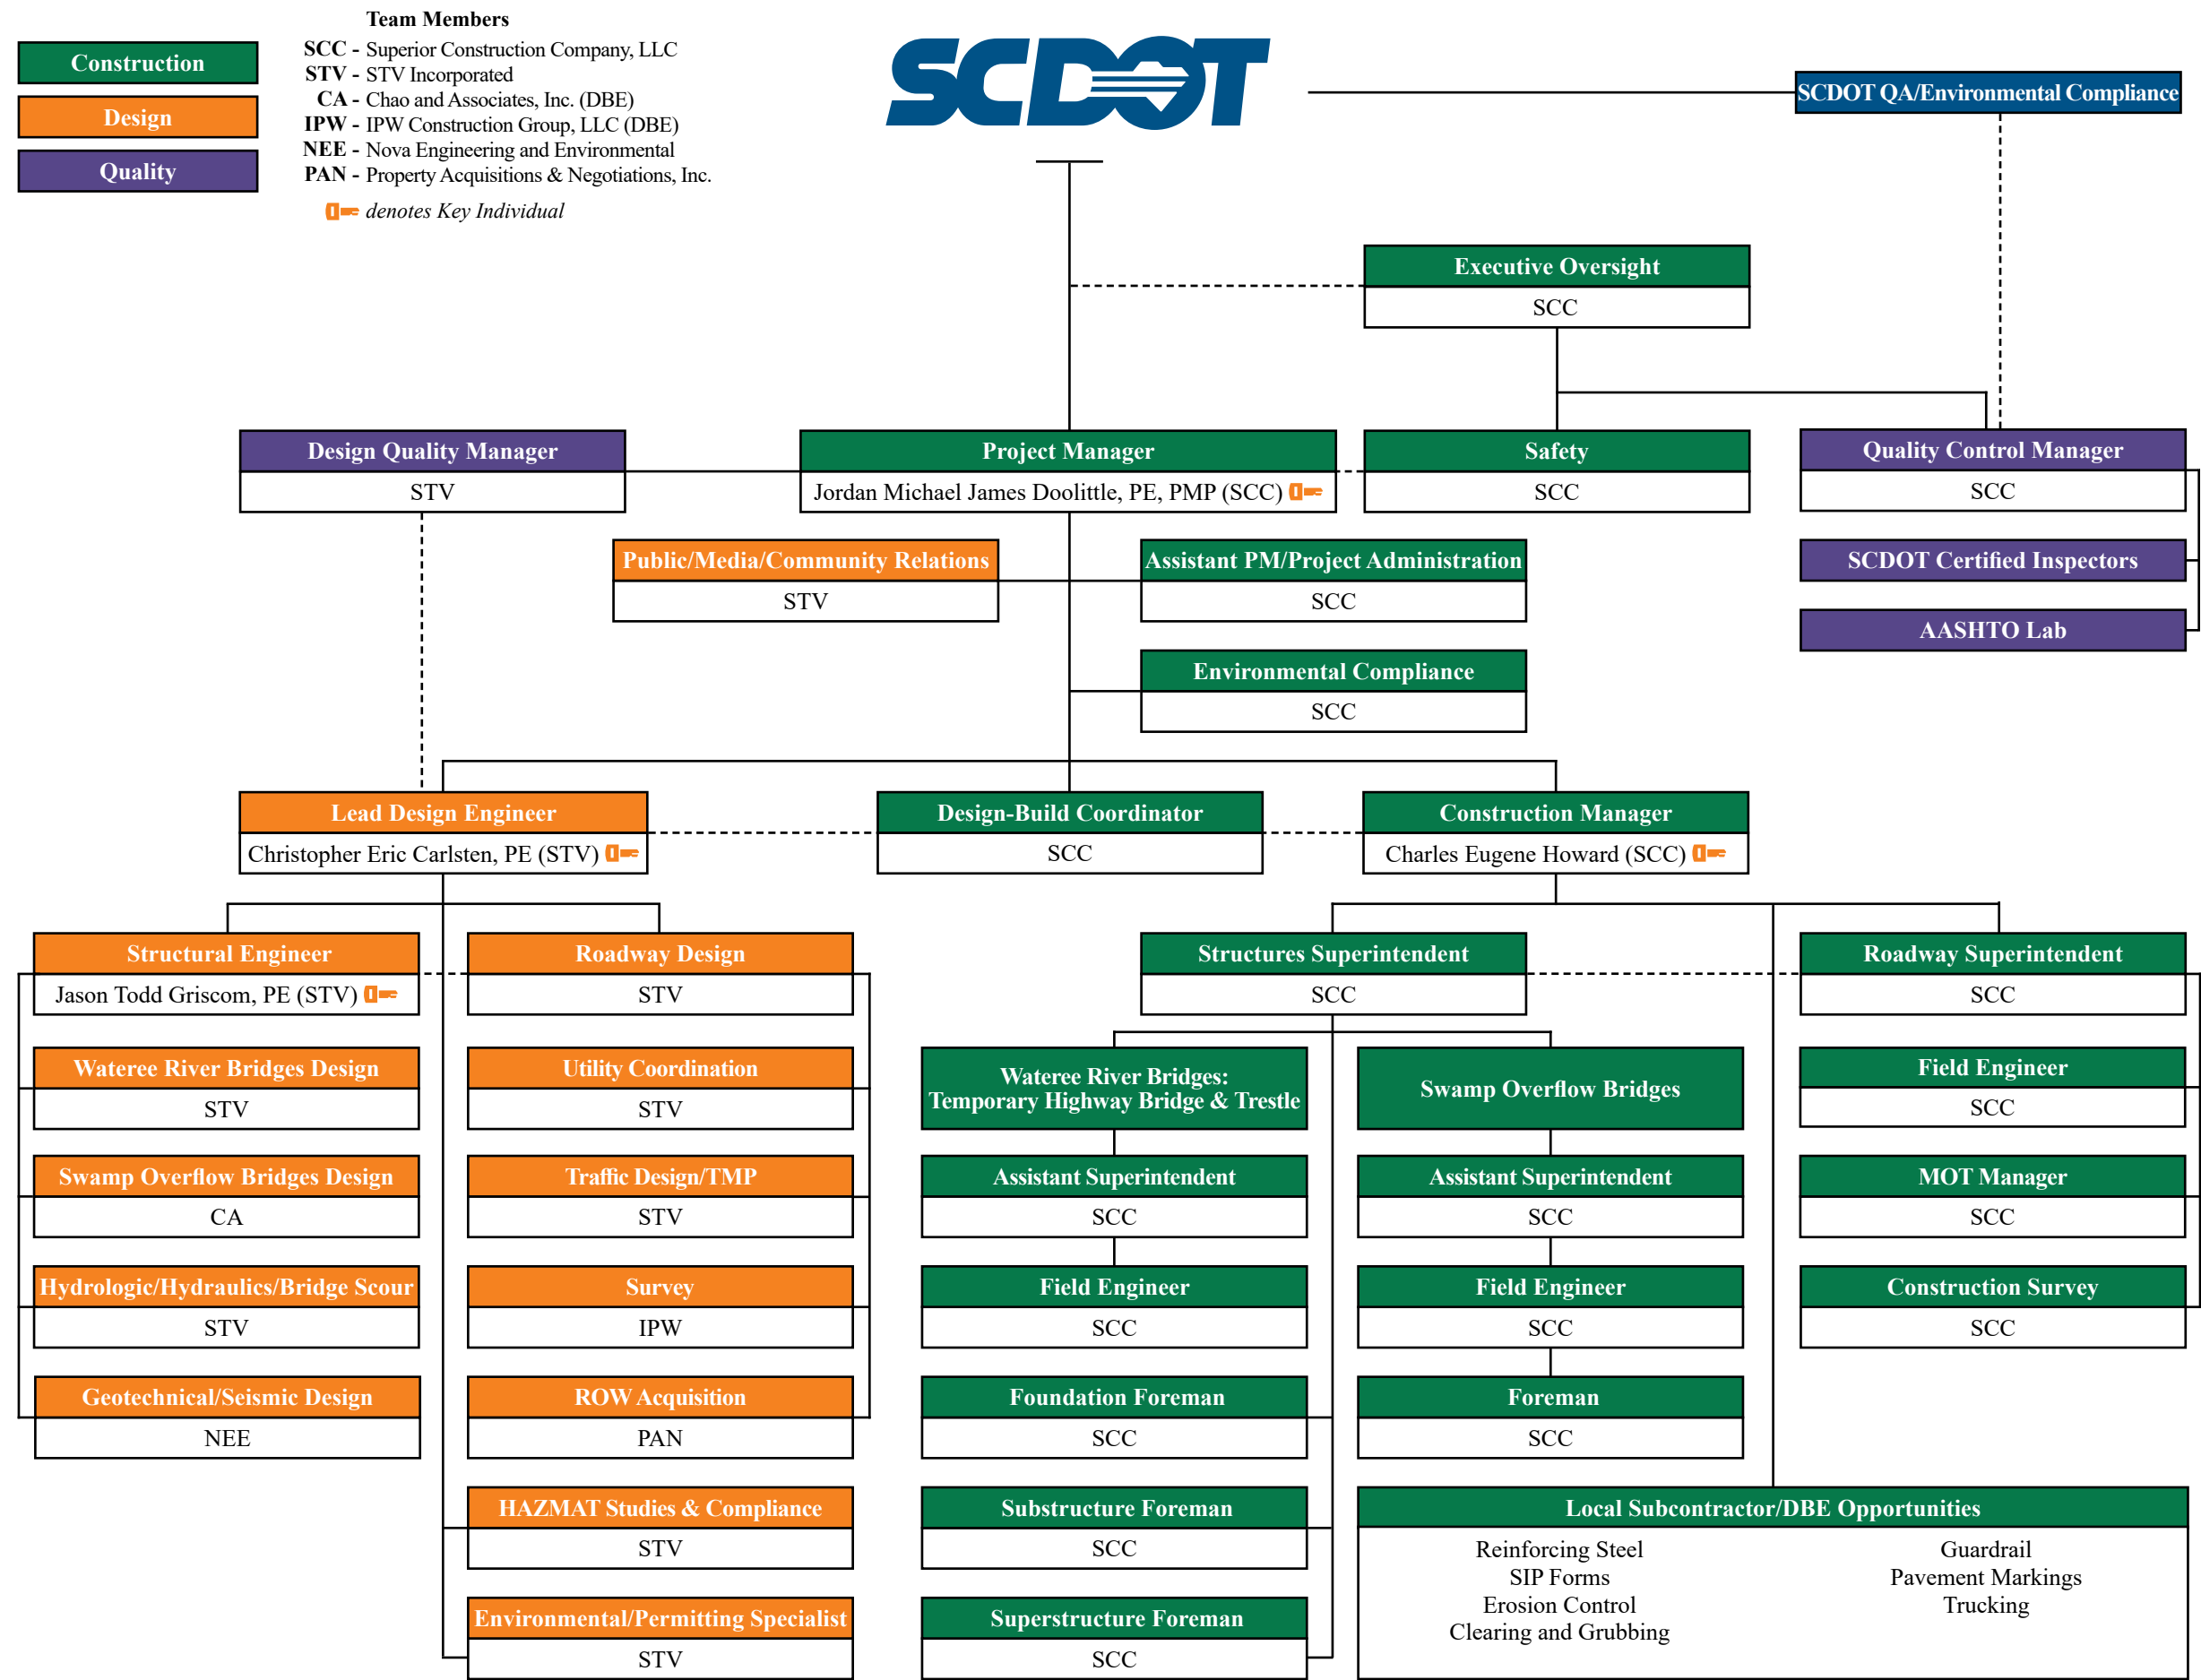 Team Members
Construction
Design
Quality
SCC - Superior Construction Company, LLC
STV - STV Incorporated
CA - Chao and Associates, Inc. (DBE)
IPW - IPW Construction Group, LLC (DBE)
NEE - Nova Engineering and Environmental
PAN - Property Acquisitions & Negotiations, Inc.
denotes Key Individual
SCDOT
SCDOT QA/Environmental Compliance
Executive Oversight
SCC
Design Quality Manager
STV
Project Manager
Jordan Michael James Doolittle, PE, PMP (SCC)
Safety
SCC
Quality Control Manager
SCC
Public/Media/Community Relations
STV
Assistant PM/Project Administration
SCC
SCDOT Certified Inspectors
AASHTO Lab
Environmental Compliance
SCC
Lead Design Engineer
Christopher Eric Carlsten, PE (STV)
Design-Build Coordinator
SCC
Construction Manager
Charles Eugene Howard (SCC)
Structural Engineer
Jason Todd Griscom, PE (STV)
Wateree River Bridges Design
STV
Swamp Overflow Bridges Design
CA
Hydrologic/Hydraulics/Bridge Scour
STV
Geotechnical/Seismic Design
NEE
Roadway Design
STV
Utility Coordination
STV
Traffic Design/TMP
STV
Survey
IPW
ROW Acquisition
PAN
HAZMAT Studies & Compliance
STV
Environmental/Permitting Specialist
STV
Structures Superintendent
SCC
Wateree River Bridges:
Temporary Highway Bridge & Trestle
Assistant Superintendent
SCC
Field Engineer
SCC
Foundation Foreman
SCC
Substructure Foreman
SCC
Superstructure Foreman
SCC
Swamp Overflow Bridges
Assistant Superintendent
SCC
Field Engineer
SCC
Foreman
SCC
Roadway Superintendent
SCC
Field Engineer
SCC
MOT Manager
SCC
Construction Survey
SCC
Local Subcontractor/DBE Opportunities
Reinforcing Steel
SIP Forms
Erosion Control
Clearing and Grubbing
Guardrail
Pavement Markings
Trucking